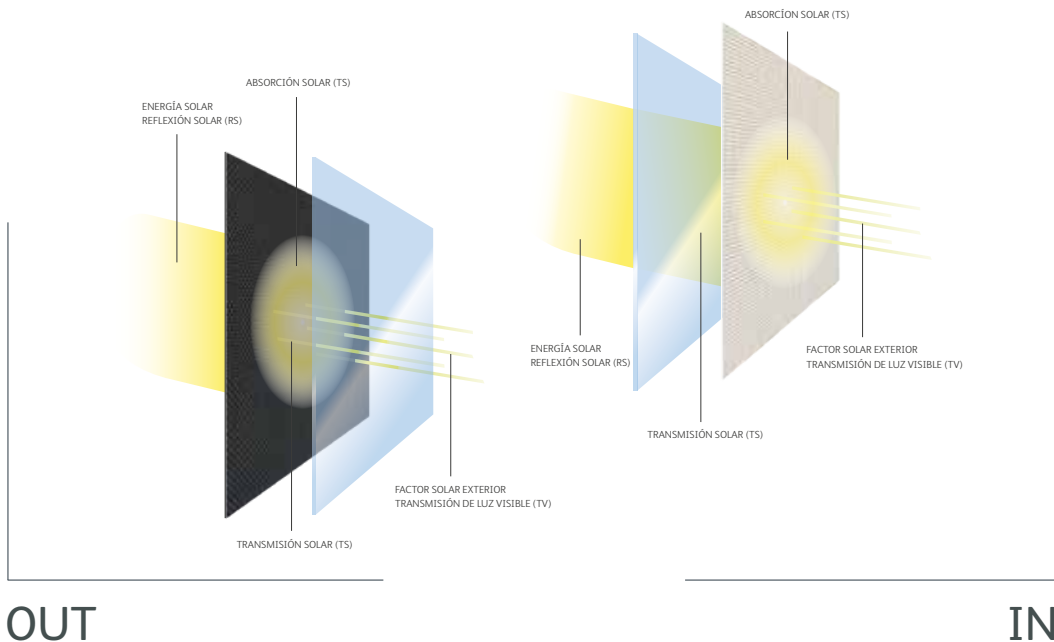 ABSORCÍON SOLAR (TS)
ABSORCIÓN SOLAR (TS)
ENERGÍA SOLAR
REFLEXIÓN SOLAR (RS)
ENERGÍA SOLAR
REFLEXIÓN SOLAR (RS)
FACTOR SOLAR EXTERIOR
TRANSMISIÓN DE LUZ VISIBLE (TV)
TRANSMISIÓN SOLAR (TS)
FACTOR SOLAR EXTERIOR
TRANSMISIÓN DE LUZ VISIBLE (TV)
TRANSMISIÓN SOLAR (TS)
OUT
IN